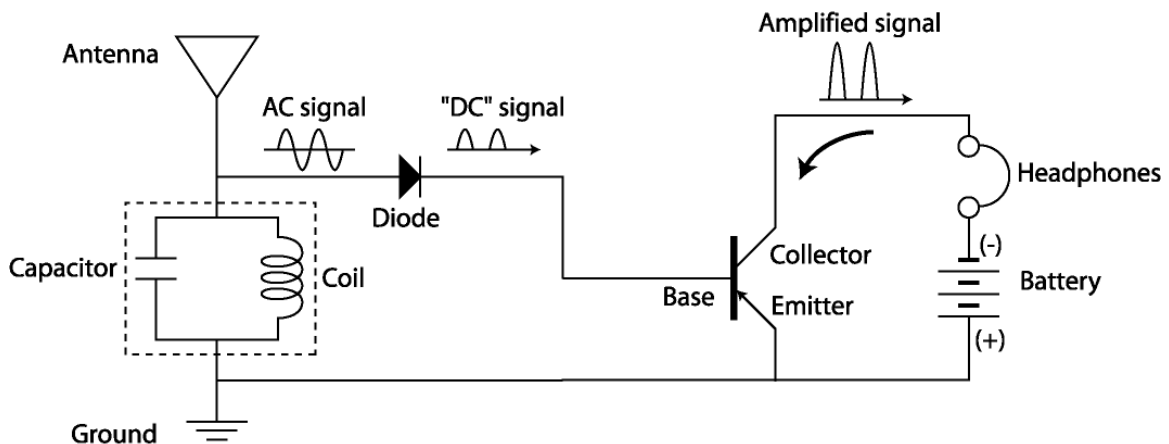 Amplified signal
Antenna
AC signal
"DC" signal
Headphones
Diode
(-)
Capacitor
Coil
Collector
Battery
Base
Emitter
(+)
Ground